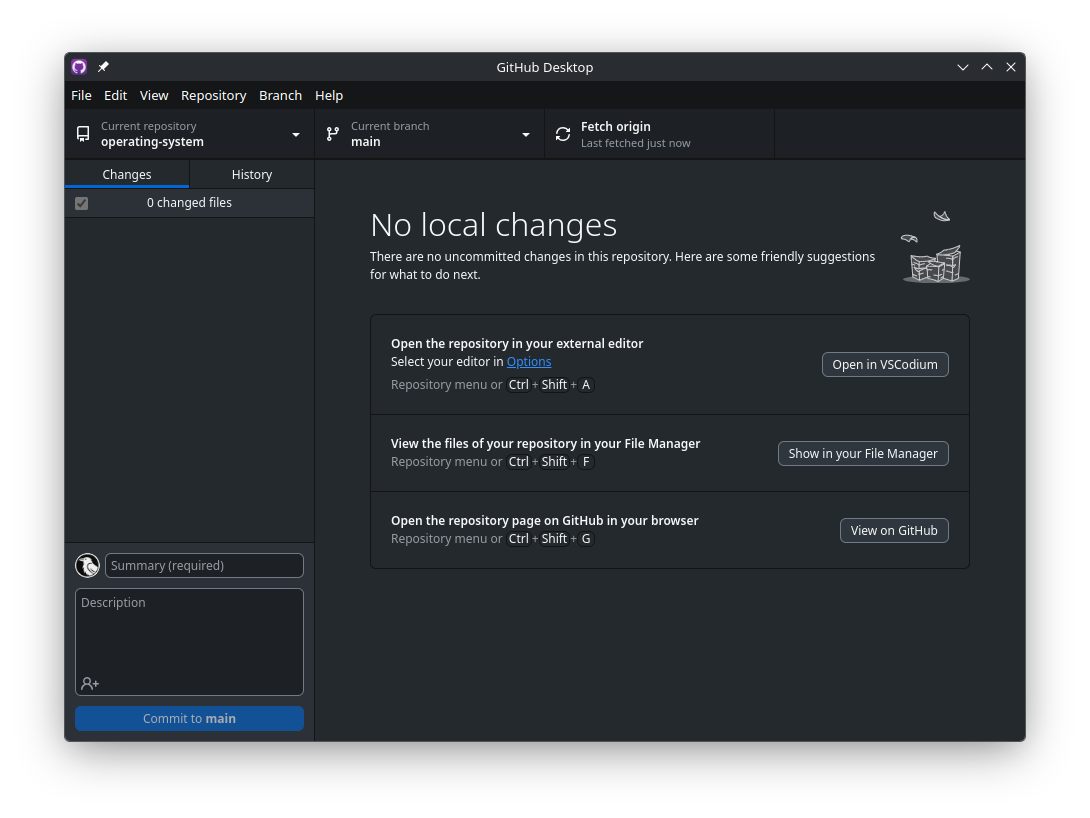 GitHub Desktop
File Edit View Repository Branch Help
Current repository
operating-system
Current branch
main
Fetch origin
Last fetched just now
Changes
History
0 changed files
No local changes
There are no uncommitted changes in this repository. Here are some friendly suggestions
for what to do next.
Open the repository in your external editor
Select your editor in Options
Repository menu or Ctrl + Shift + A
Open in VSCodium
View the files of your repository in your File Manager
Repository menu or Ctrl + Shift + F
Show in your File Manager
Open the repository page on GitHub in your browser
Repository menu or Ctrl + Shift + G
View on GitHub
Summary (required)
Description
Commit to main